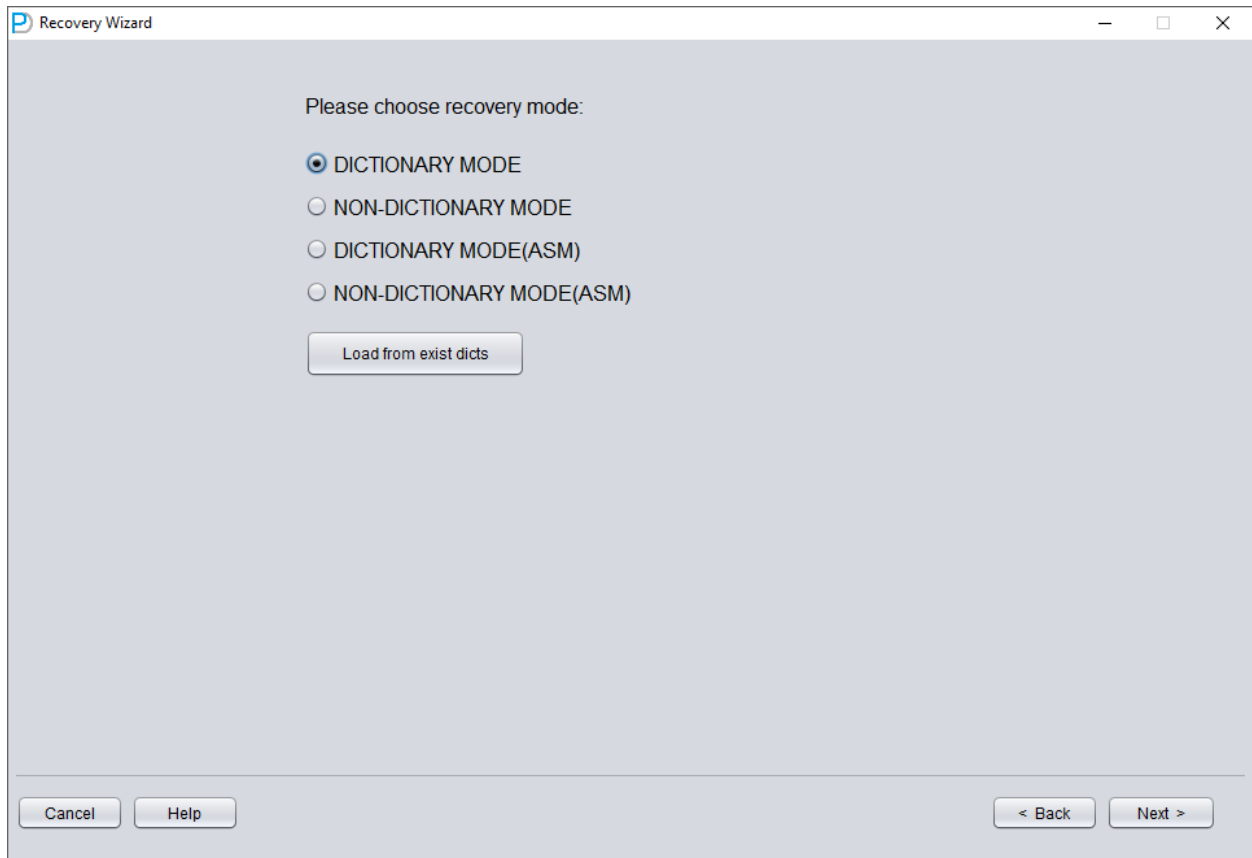 Recovery Wizard
Please choose recovery mode:
DICTIONARY MODE
NON-DICTIONARY MODE
DICTIONARY MODE(ASM)
NON-DICTIONARY MODE(ASM)
Load from exist dicts
Cancel Help < Back Next >